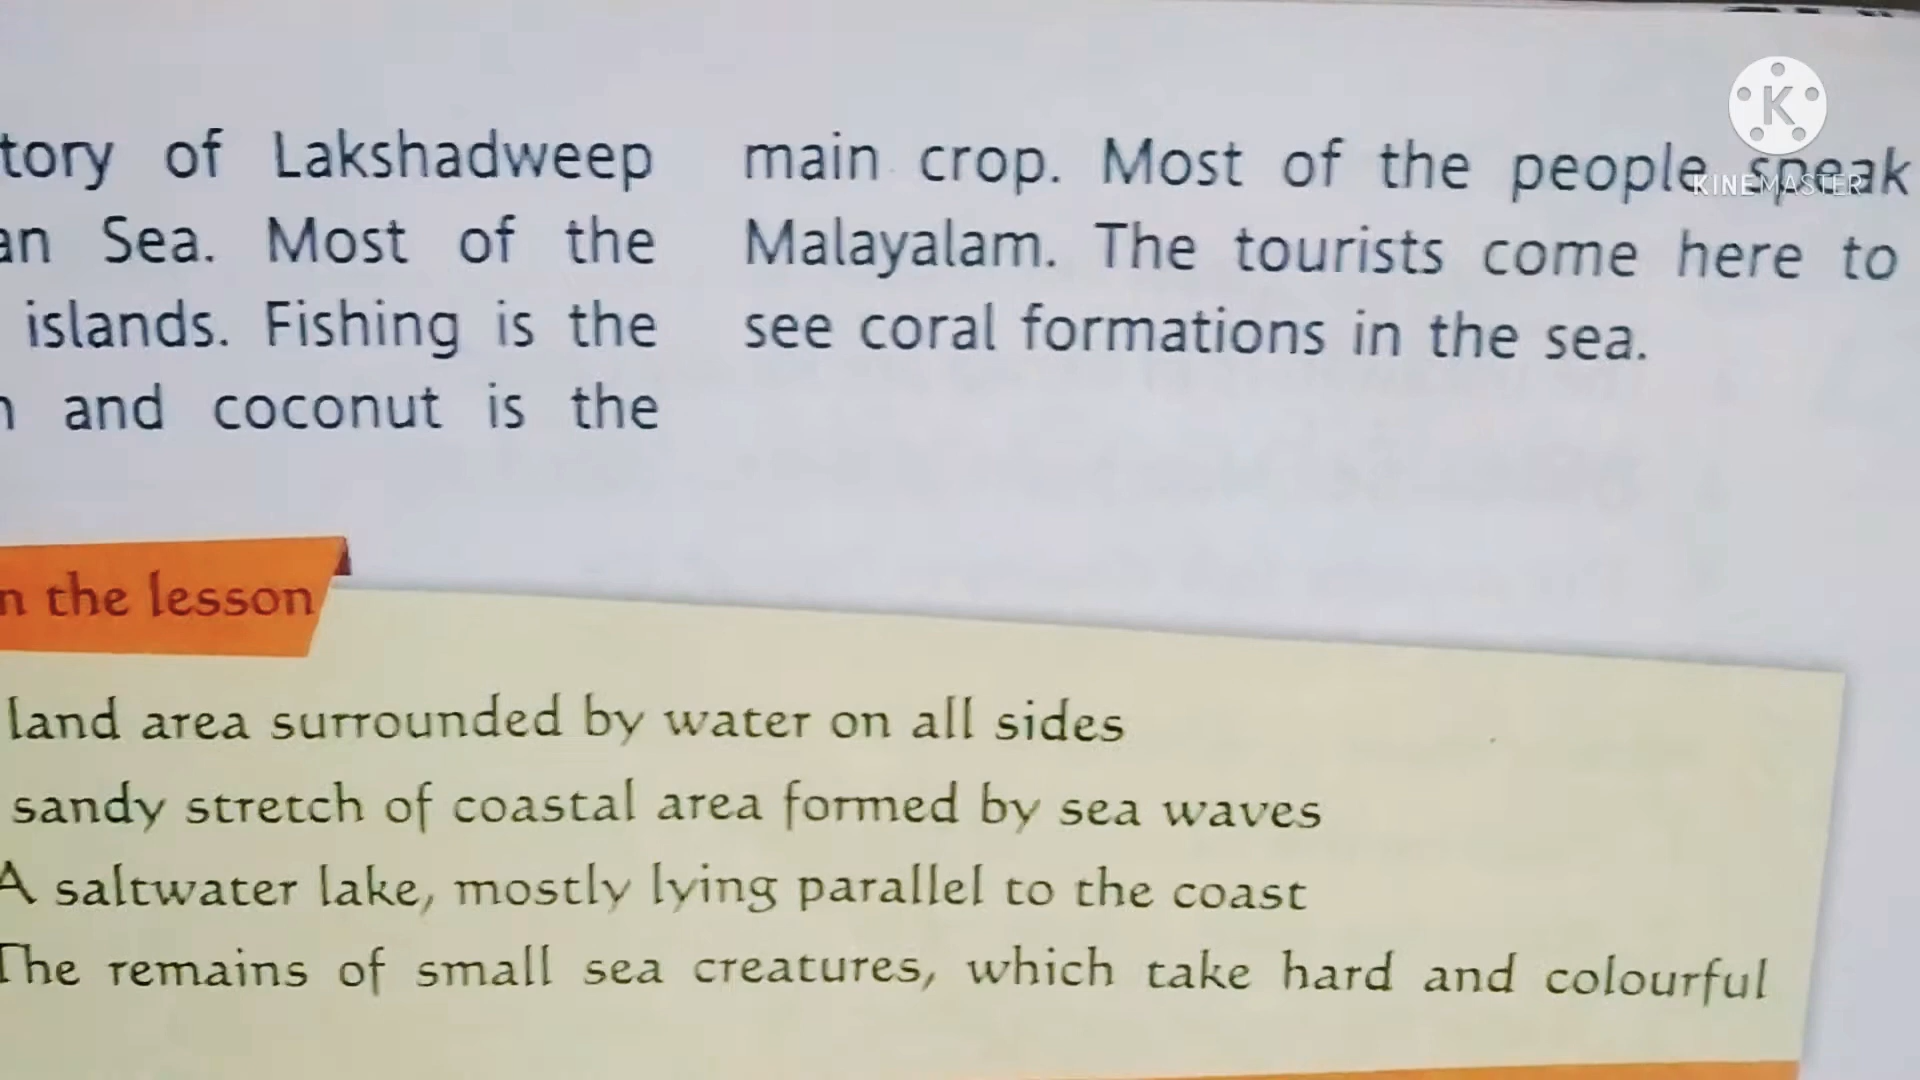 tory of Lakshadweep
an Sea. Most of the
islands. Fishing is the
and coconut is the
main crop. Most of the people speak
Malayalam. The tourists come here to
see coral formations in the sea.
n the lesson
land area surrounded by water on all sides
sandy stretch of coastal area formed by sea waves
A saltwater lake, mostly lying parallel to the coast
The remains of small sea creatures, which take hard and colourful
K
KINEMASTER